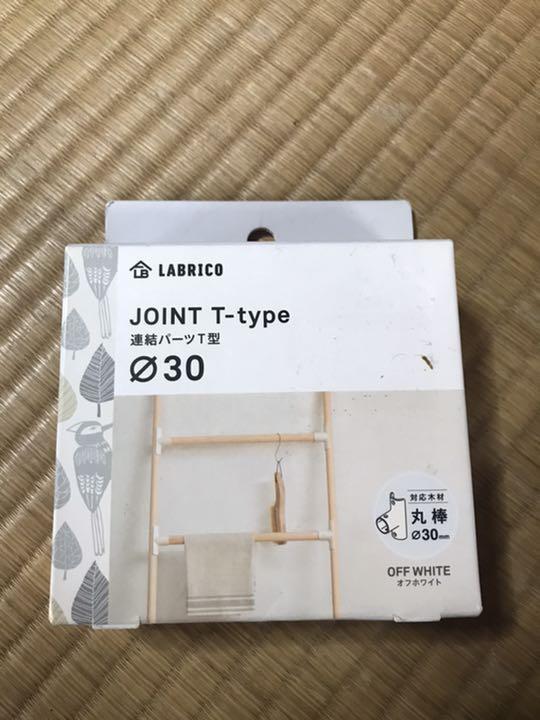 LABRICO
JOINT T-type
連結パーツT型
Ø30
対応木材
丸棒
Ø30mm
OFF WHITE
オフホワイト